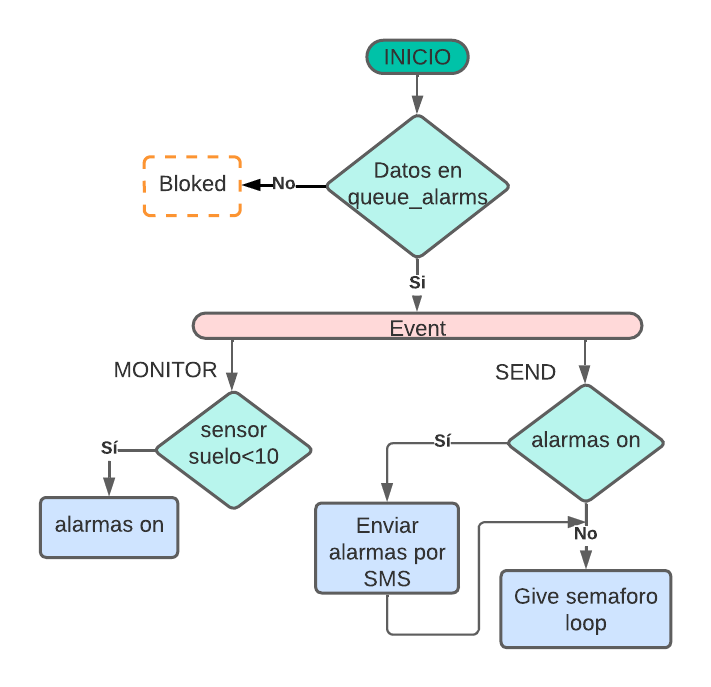 INICIO
Datos en
queue_alarms
No
Bloked
Si
Event
MONITOR
SEND
sensor
suelo<10
Sí
alarmas on
alarmas on
Sí
Enviar
alarmas por
SMS
No
Give semaforo
loop